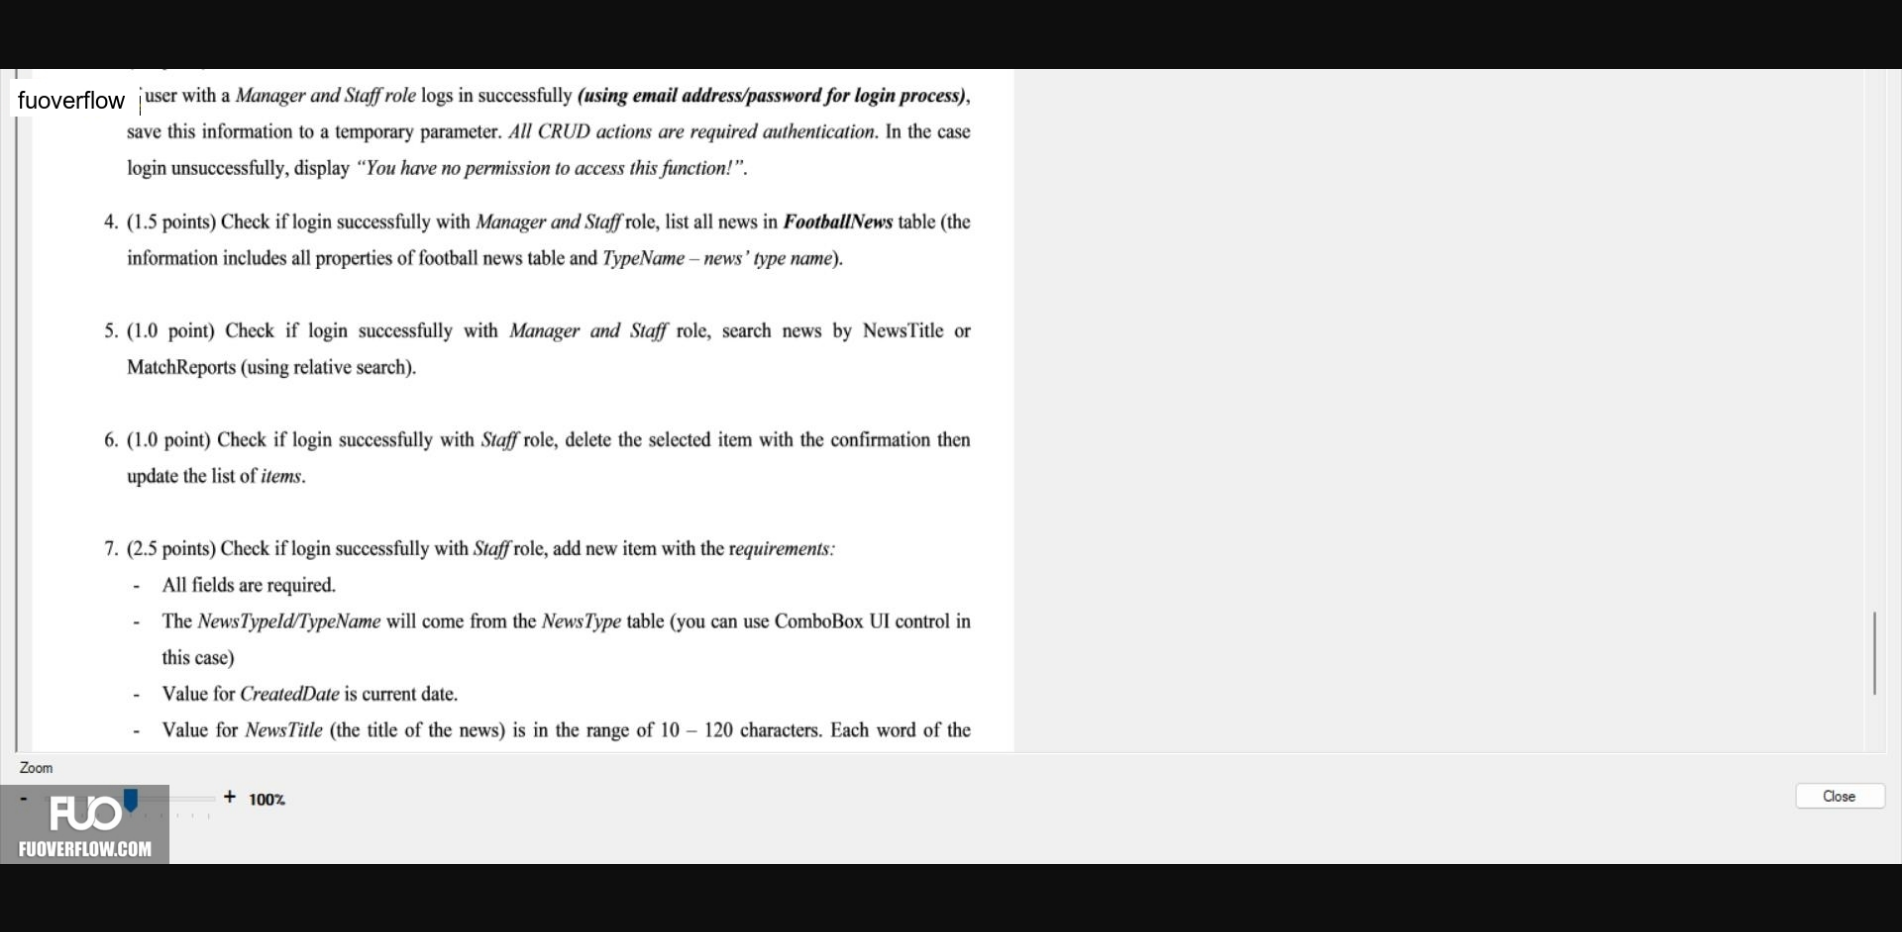 fuoverflow
user with a Manager and Staff role logs in successfully (using email address/password for login process),
save this information to a temporary parameter. All CRUD actions are required authentication. In the case
login unsuccessfully, display “You have no permission to access this function!”.
4. (1.5 points) Check if login successfully with Manager and Staff role, list all news in FootballNews table (the
information includes all properties of football news table and TypeName – news’ type name).
5. (1.0 point) Check if login successfully with Manager and Staff role, search news by NewsTitle or
MatchReports (using relative search).
6. (1.0 point) Check if login successfully with Staff role, delete the selected item with the confirmation then
update the list of items.
7. (2.5 points) Check if login successfully with Staff role, add new item with the requirements:
- All fields are required.
- The NewsTypeId/TypeName will come from the NewsType table (you can use ComboBox UI control in
this case)
- Value for CreatedDate is current date.
- Value for NewsTitle (the title of the news) is in the range of 10 – 120 characters. Each word of the
Zoom
- + 100%
Close
FUO
FUOVERFLOW.COM